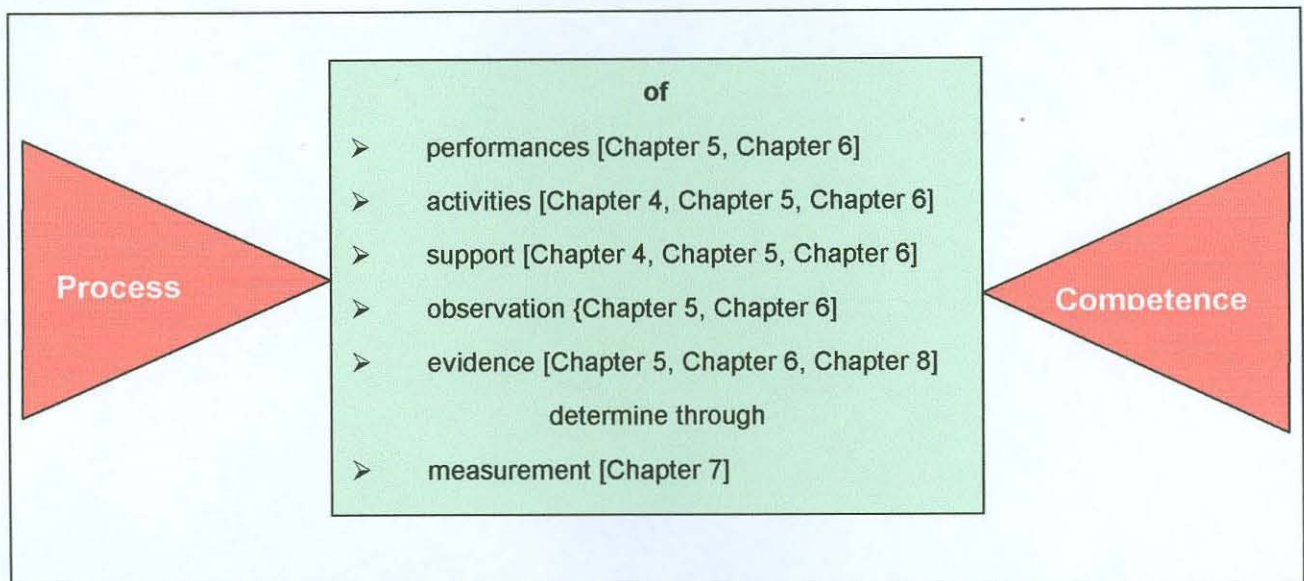 of
➢ performances [Chapter 5, Chapter 6]
➢ activities [Chapter 4, Chapter 5, Chapter 6]
➢ support [Chapter 4, Chapter 5, Chapter 6]
Process
➢ observation {Chapter 5, Chapter 6]
Competence
➢ evidence [Chapter 5, Chapter 6, Chapter 8]
determine through
➢ measurement [Chapter 7]